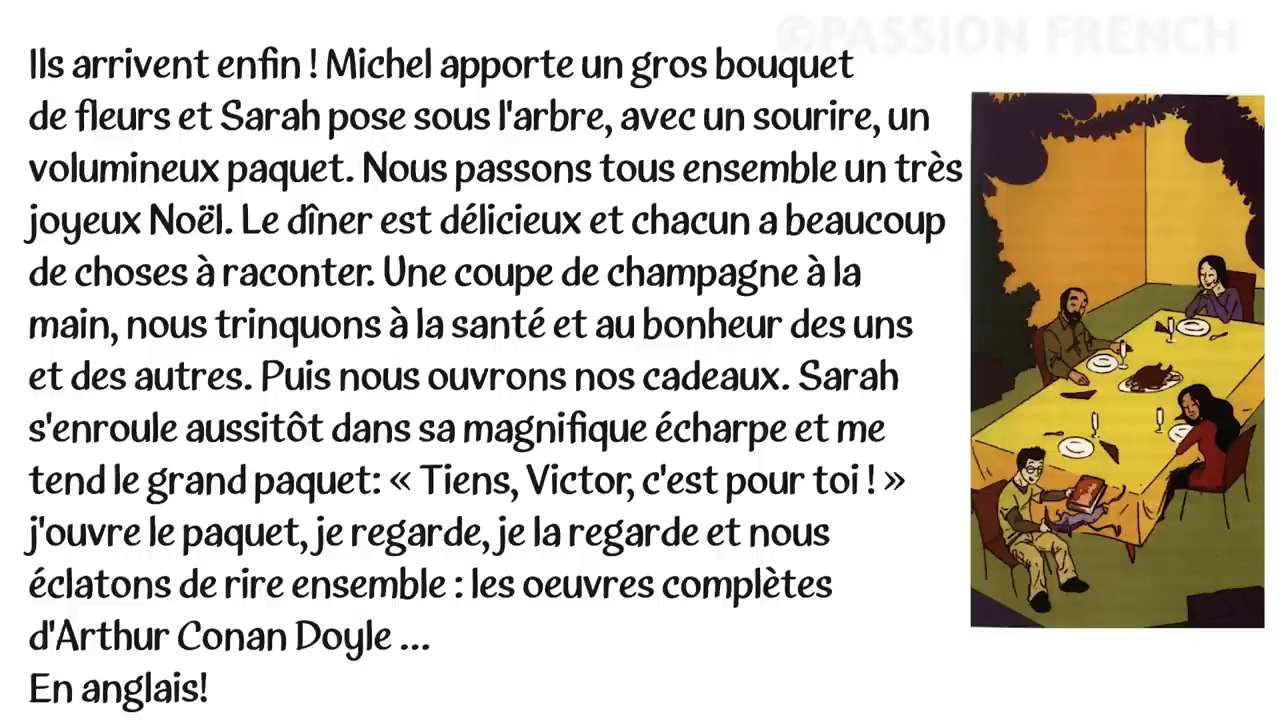 ©PASSION FRENCH
Ils arrivent enfin ! Michel apporte un gros bouquet
de fleurs et Sarah pose sous l'arbre, avec un sourire, un
volumineux paquet. Nous passons tous ensemble un très
joyeux Noël. Le dîner est délicieux et chacun a beaucoup
de choses à raconter. Une coupe de champagne à la
main, nous trinquons à la santé et au bonheur des uns
et des autres. Puis nous ouvrons nos cadeaux. Sarah
s'enroule aussitôt dans sa magnifique écharpe et me
tend le grand paquet: « Tiens, Victor, c'est pour toi ! »
j'ouvre le paquet, je regarde, je la regarde et nous
éclatons de rire ensemble : les oeuvres complètes
d'Arthur Conan Doyle ...
En anglais!